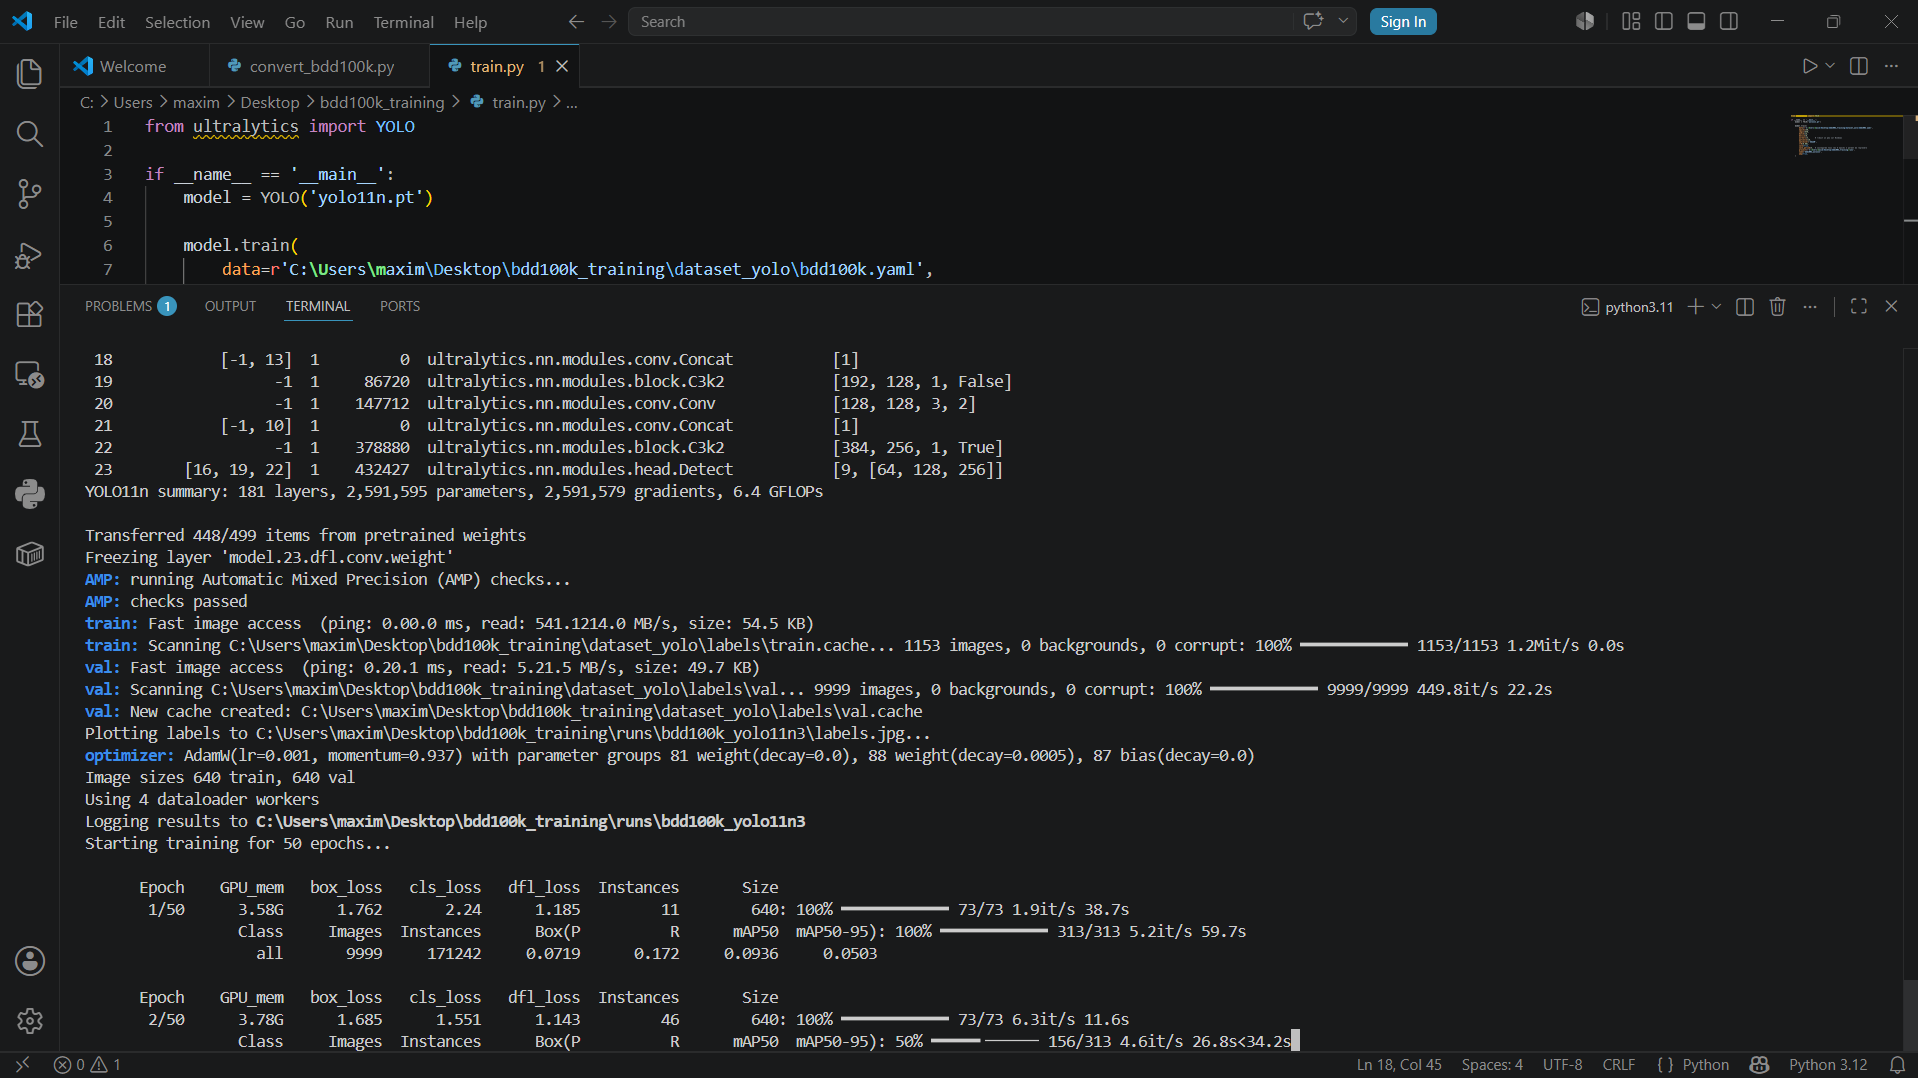 File Edit Selection View Go Run Terminal Help Search Sign In
Welcome convert_bdd100k.py train.py 1
C: > Users > maxim > Desktop > bdd100k_training > train.py > ...
1 from ultralytics import YOLO
2
3 if __name__ == '__main__':
4 model = YOLO('yolo11n.pt')
5
6 model.train(
7 data=r'C:\Users\maxim\Desktop\bdd100k_training\dataset_yolo\bdd100k.yaml',
PROBLEMS 1 OUTPUT TERMINAL PORTS python3.11
18 [-1, 13] 1 0 ultralytics.nn.modules.conv.Concat [1]
19 -1 1 86720 ultralytics.nn.modules.block.C3k2 [192, 128, 1, False]
20 -1 1 147712 ultralytics.nn.modules.conv.Conv [128, 128, 3, 2]
21 [-1, 10] 1 0 ultralytics.nn.modules.conv.Concat [1]
22 -1 1 378880 ultralytics.nn.modules.block.C3k2 [384, 256, 1, True]
23 [16, 19, 22] 1 432427 ultralytics.nn.modules.head.Detect [9, [64, 128, 256]]
YOLO11n summary: 181 layers, 2,591,595 parameters, 2,591,579 gradients, 6.4 GFLOPs
Transferred 448/499 items from pretrained weights
Freezing layer 'model.23.dfl.conv.weight'
AMP: running Automatic Mixed Precision (AMP) checks...
AMP: checks passed
train: Fast image access (ping: 0.00.0 ms, read: 541.1214.0 MB/s, size: 54.5 KB)
train: Scanning C:\Users\maxim\Desktop\bdd100k_training\dataset_yolo\labels\train.cache... 1153 images, 0 backgrounds, 0 corrupt: 100% 1153/1153 1.2Mit/s 0.0s
val: Fast image access (ping: 0.20.1 ms, read: 5.21.5 MB/s, size: 49.7 KB)
val: Scanning C:\Users\maxim\Desktop\bdd100k_training\dataset_yolo\labels\val... 9999 images, 0 backgrounds, 0 corrupt: 100% 9999/9999 449.8it/s 22.2s
val: New cache created: C:\Users\maxim\Desktop\bdd100k_training\dataset_yolo\labels\val.cache
Plotting labels to C:\Users\maxim\Desktop\bdd100k_training\runs\bdd100k_yolo11n3\labels.jpg...
optimizer: AdamW(lr=0.001, momentum=0.937) with parameter groups 81 weight(decay=0.0), 88 weight(decay=0.0005), 87 bias(decay=0.0)
Image sizes 640 train, 640 val
Using 4 dataloader workers
Logging results to C:\Users\maxim\Desktop\bdd100k_training\runs\bdd100k_yolo11n3
Starting training for 50 epochs...
Epoch GPU_mem box_loss cls_loss dfl_loss Instances Size
1/50 3.58G 1.762 2.24 1.185 11 640: 100% 73/73 1.9it/s 38.7s
Class Images Instances Box(P R mAP50 mAP50-95): 100% 313/313 5.2it/s 59.7s
all 9999 171242 0.0719 0.172 0.0936 0.0503
Epoch GPU_mem box_loss cls_loss dfl_loss Instances Size
2/50 3.78G 1.685 1.551 1.143 46 640: 100% 73/73 6.3it/s 11.6s
Class Images Instances Box(P R mAP50 mAP50-95): 50% 156/313 4.6it/s 26.8s<34.2s
0 1 Ln 18, Col 45 Spaces: 4 UTF-8 CRLF { } Python Python 3.12